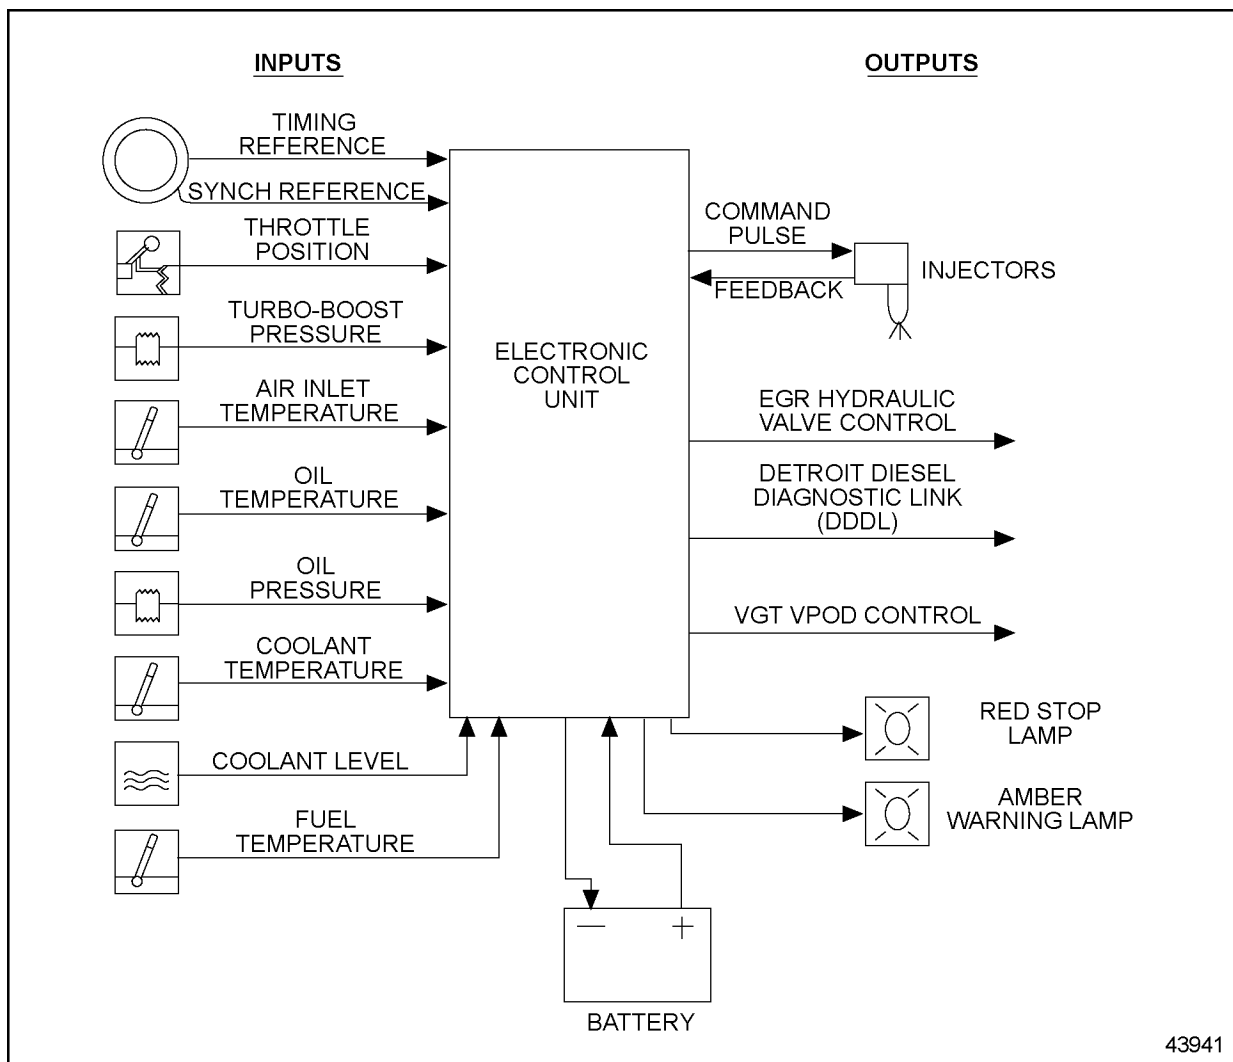 INPUTS
OUTPUTS
TIMING
REFERENCE
SYNCH REFERENCE
THROTTLE
POSITION
TURBO-BOOST
PRESSURE
AIR INLET
TEMPERATURE
OIL
TEMPERATURE
OIL
PRESSURE
COOLANT
TEMPERATURE
COOLANT LEVEL
FUEL
TEMPERATURE
ELECTRONIC
CONTROL
UNIT
COMMAND
PULSE
FEEDBACK
INJECTORS
EGR HYDRAULIC
VALVE CONTROL
DETROIT DIESEL
DIAGNOSTIC LINK
(DDDL)
VGT VPOD CONTROL
RED STOP
LAMP
AMBER
WARNING LAMP
— +
BATTERY
43941